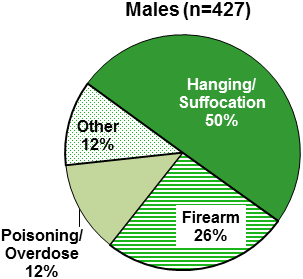 Males (n=427)
Hanging/
Suffocation
50%
Other
12%
Firearm
26%
Poisoning/
Overdose
12%